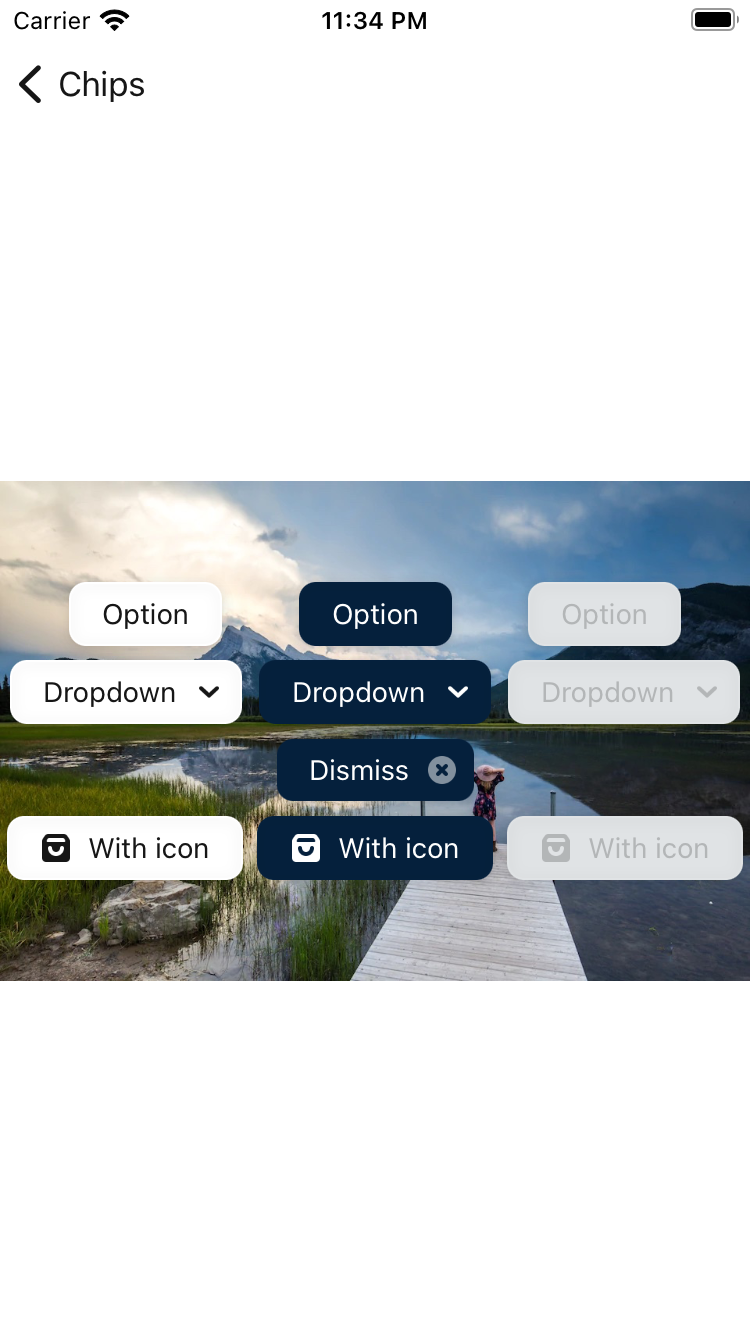 Carrier 11:34 PM
Chips
Option Option Option
Dropdown Dropdown Dropdown
Dismiss
With icon With icon With icon